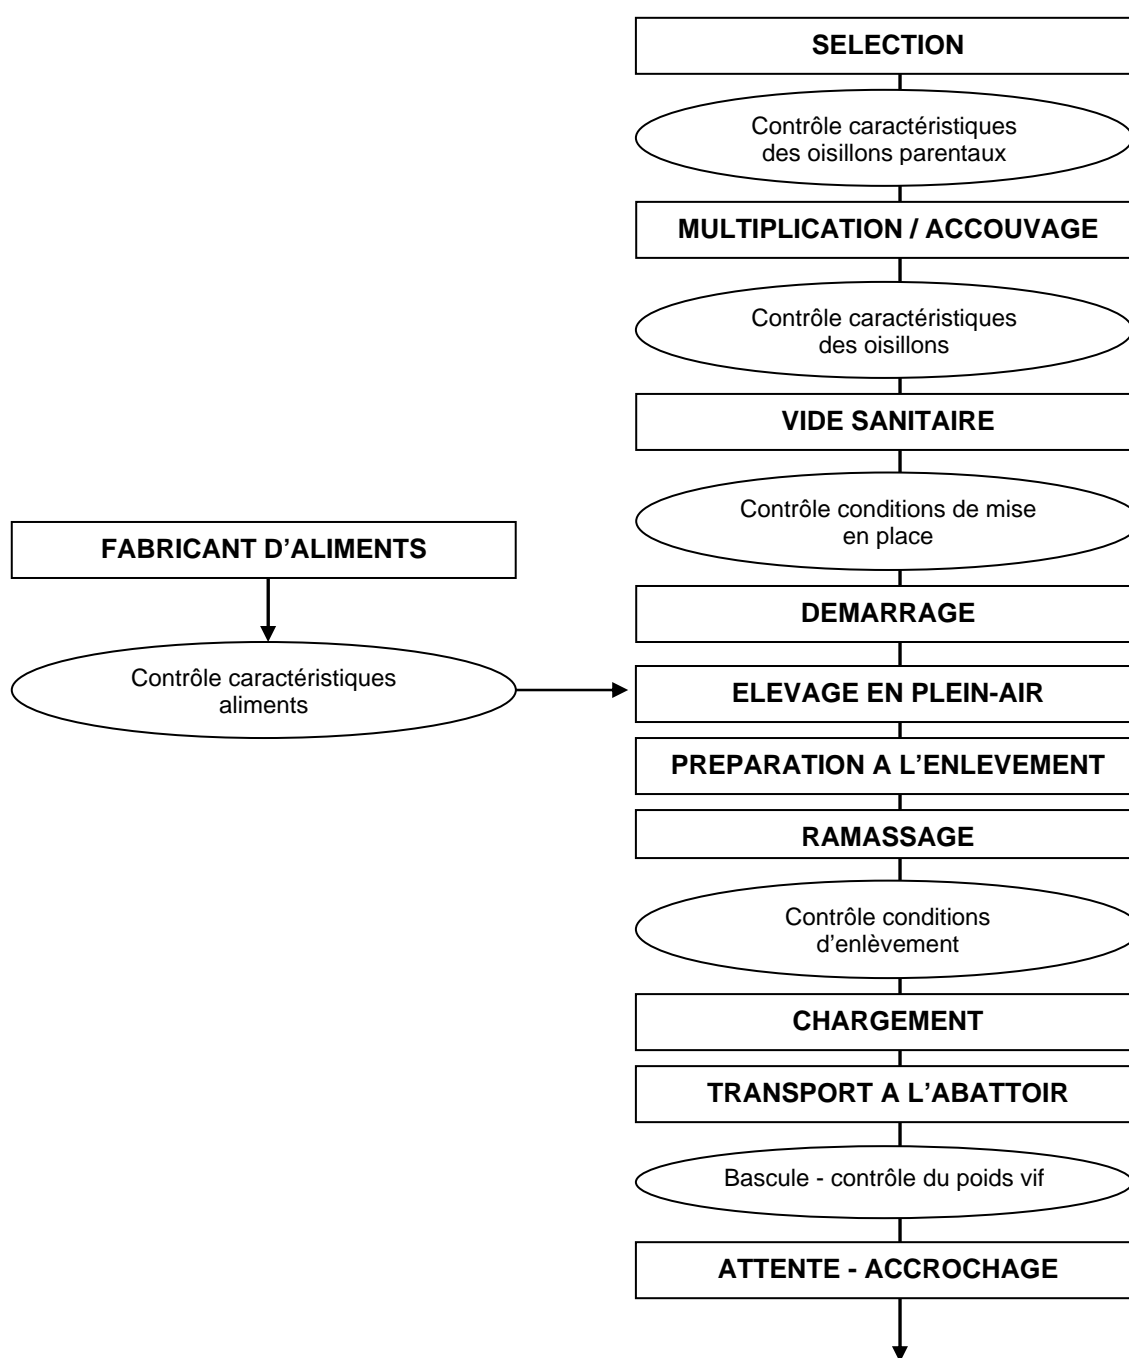 SELECTION
Contrôle caractéristiques
des oisillons parentaux
MULTIPLICATION / ACCOUVAGE
Contrôle caractéristiques
des oisillons
VIDE SANITAIRE
Contrôle conditions de mise
en place
FABRICANT D’ALIMENTS
DEMARRAGE
Contrôle caractéristiques
aliments
ELEVAGE EN PLEIN-AIR
PREPARATION A L’ENLEVEMENT
RAMASSAGE
Contrôle conditions
d’enlèvement
CHARGEMENT
TRANSPORT A L’ABATTOIR
Bascule - contrôle du poids vif
ATTENTE - ACCROCHAGE